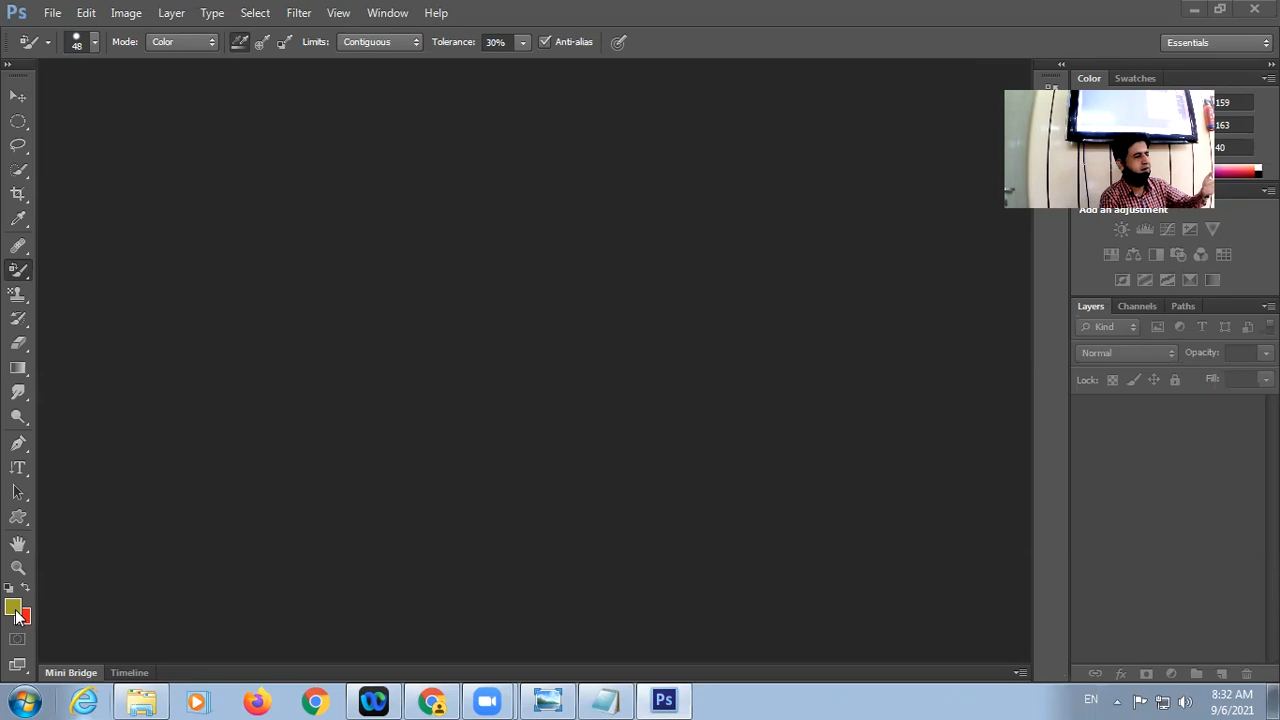 Ps File Edit Image Layer Type Select Filter View Window Help
48 Mode: Color Limits: Contiguous Tolerance: 30% Anti-alias Essentials
Color Swatches
159
163
40
Add an adjustment
Layers Channels Paths
Kind T
Normal Opacity:
Lock: Fill:
T
fx
Mini Bridge Timeline
Ps EN 8:32 AM
9/6/2021